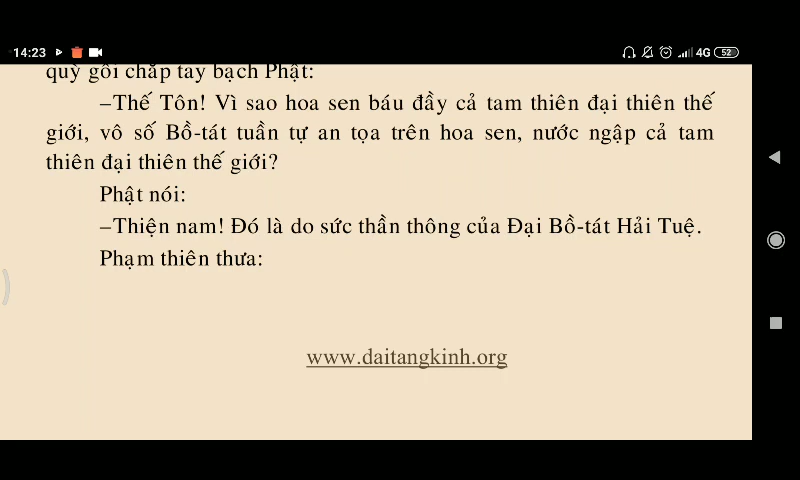 14:23
4G 52
quỳ gối chắp tay bạch Phật:
–Thế Tôn! Vì sao hoa sen báu đầy cả tam thiên đại thiên thế
giới, vô số Bồ-tát tuần tự an tọa trên hoa sen, nước ngập cả tam
thiên đại thiên thế giới?
Phật nói:
–Thiện nam! Đó là do sức thần thông của Đại Bồ-tát Hải Tuệ.
Phạm thiên thưa:
www.daitangkinh.org